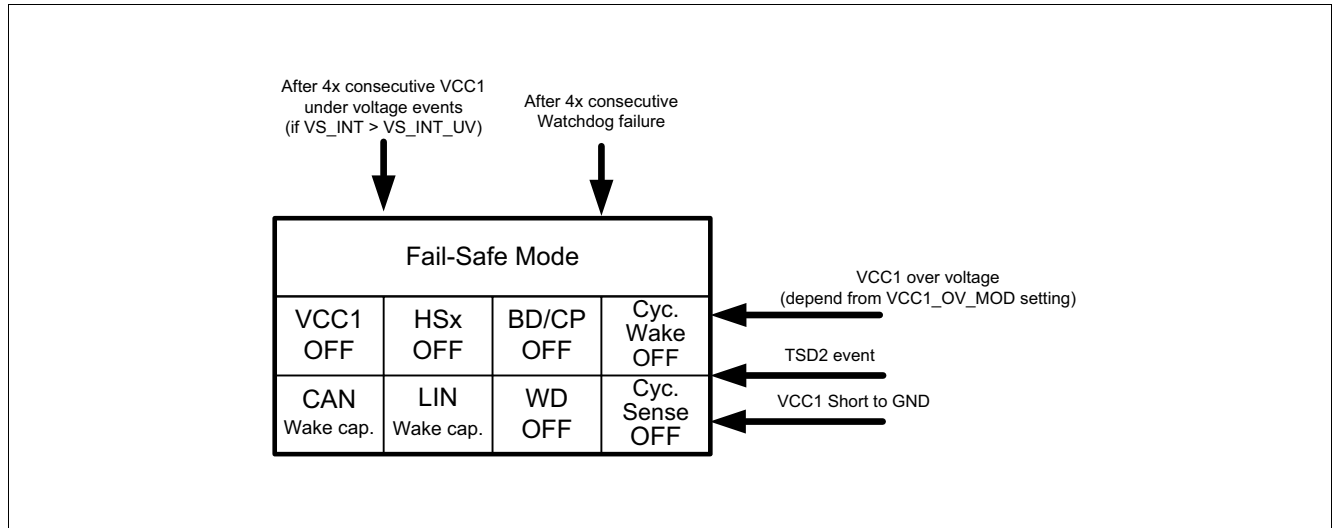 After 4x consecutive VCC1
under voltage events
(if VS_INT > VS_INT_UV)
After 4x consecutive
Watchdog failure
Fail-Safe Mode
VCC1 over voltage
(depend from VCC1_OV_MOD setting)
VCC1
OFF
HSx
OFF
BD/CP
OFF
Cyc.
Wake
OFF
TSD2 event
CAN
Wake cap.
LIN
Wake cap.
WD
OFF
Cyc.
Sense
OFF
VCC1 Short to GND